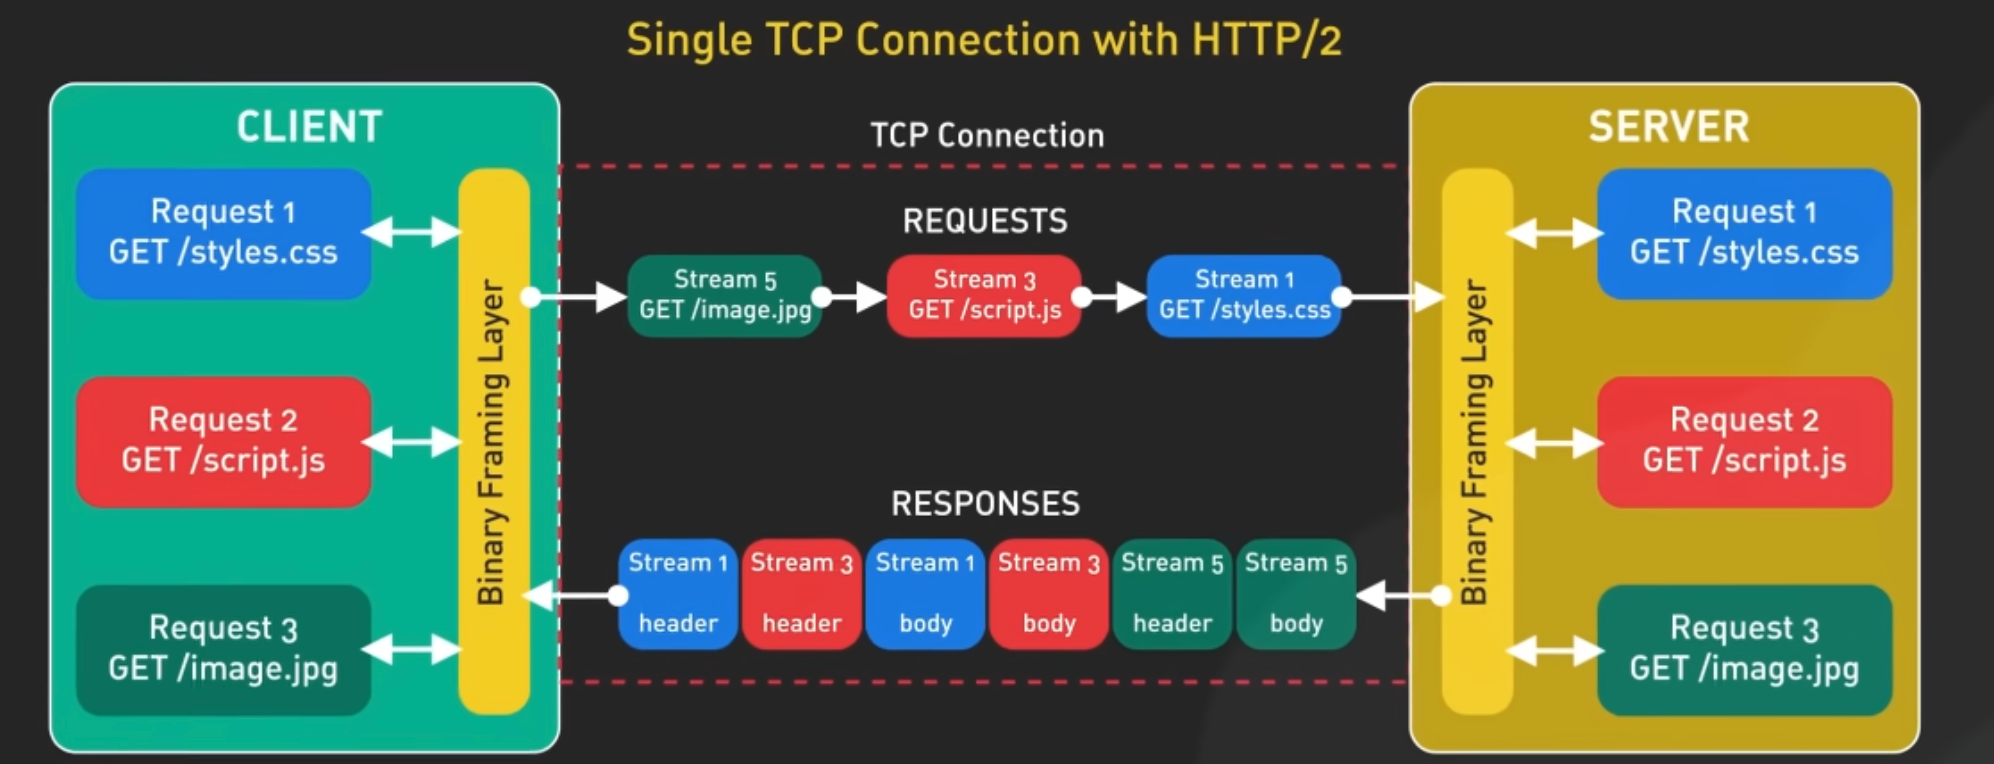 Single TCP Connection with HTTP/2
CLIENT
Request 1
GET /styles.css
Request 2
GET /script.js
Request 3
GET /image.jpg
Binary Framing Layer
TCP Connection
REQUESTS
Stream 5
GET /image.jpg
Stream 3
GET /script.js
Stream 1
GET /styles.css
RESPONSES
Stream 1
header
Stream 3
header
Stream 1
body
Stream 3
body
Stream 5
header
Stream 5
body
SERVER
Binary Framing Layer
Request 1
GET /styles.css
Request 2
GET /script.js
Request 3
GET /image.jpg